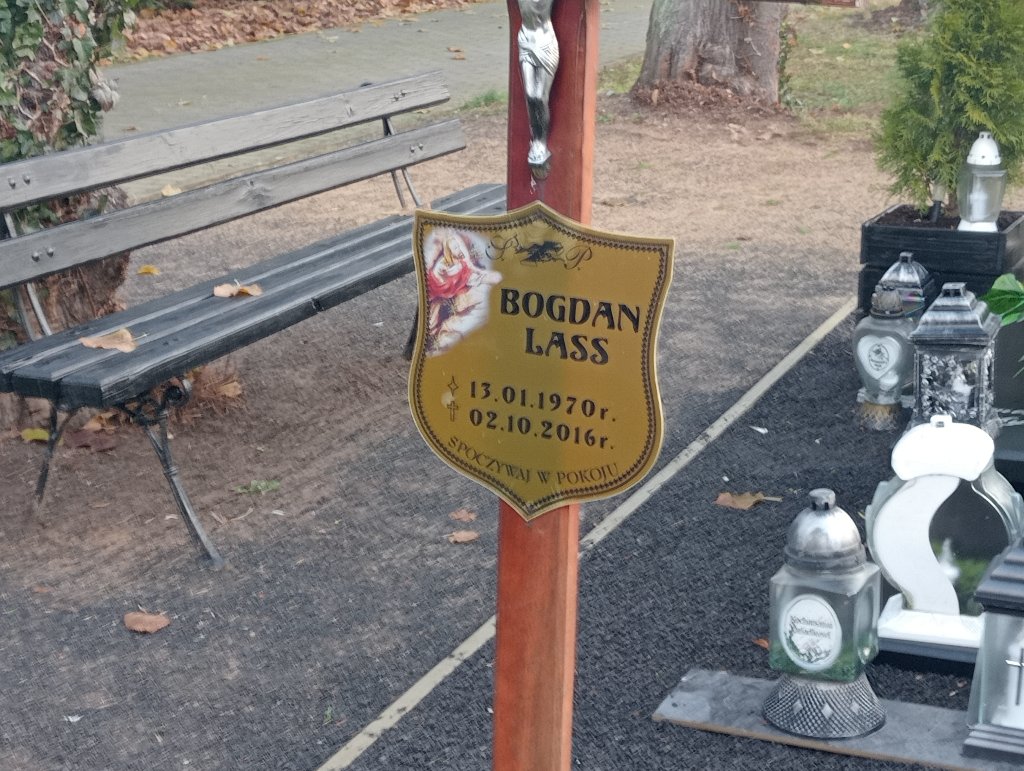 Ś. P.
BOGDAN
LASS
13.01.1970r.
02.10.2016r.
SPOCZYWAJ W POKOJU